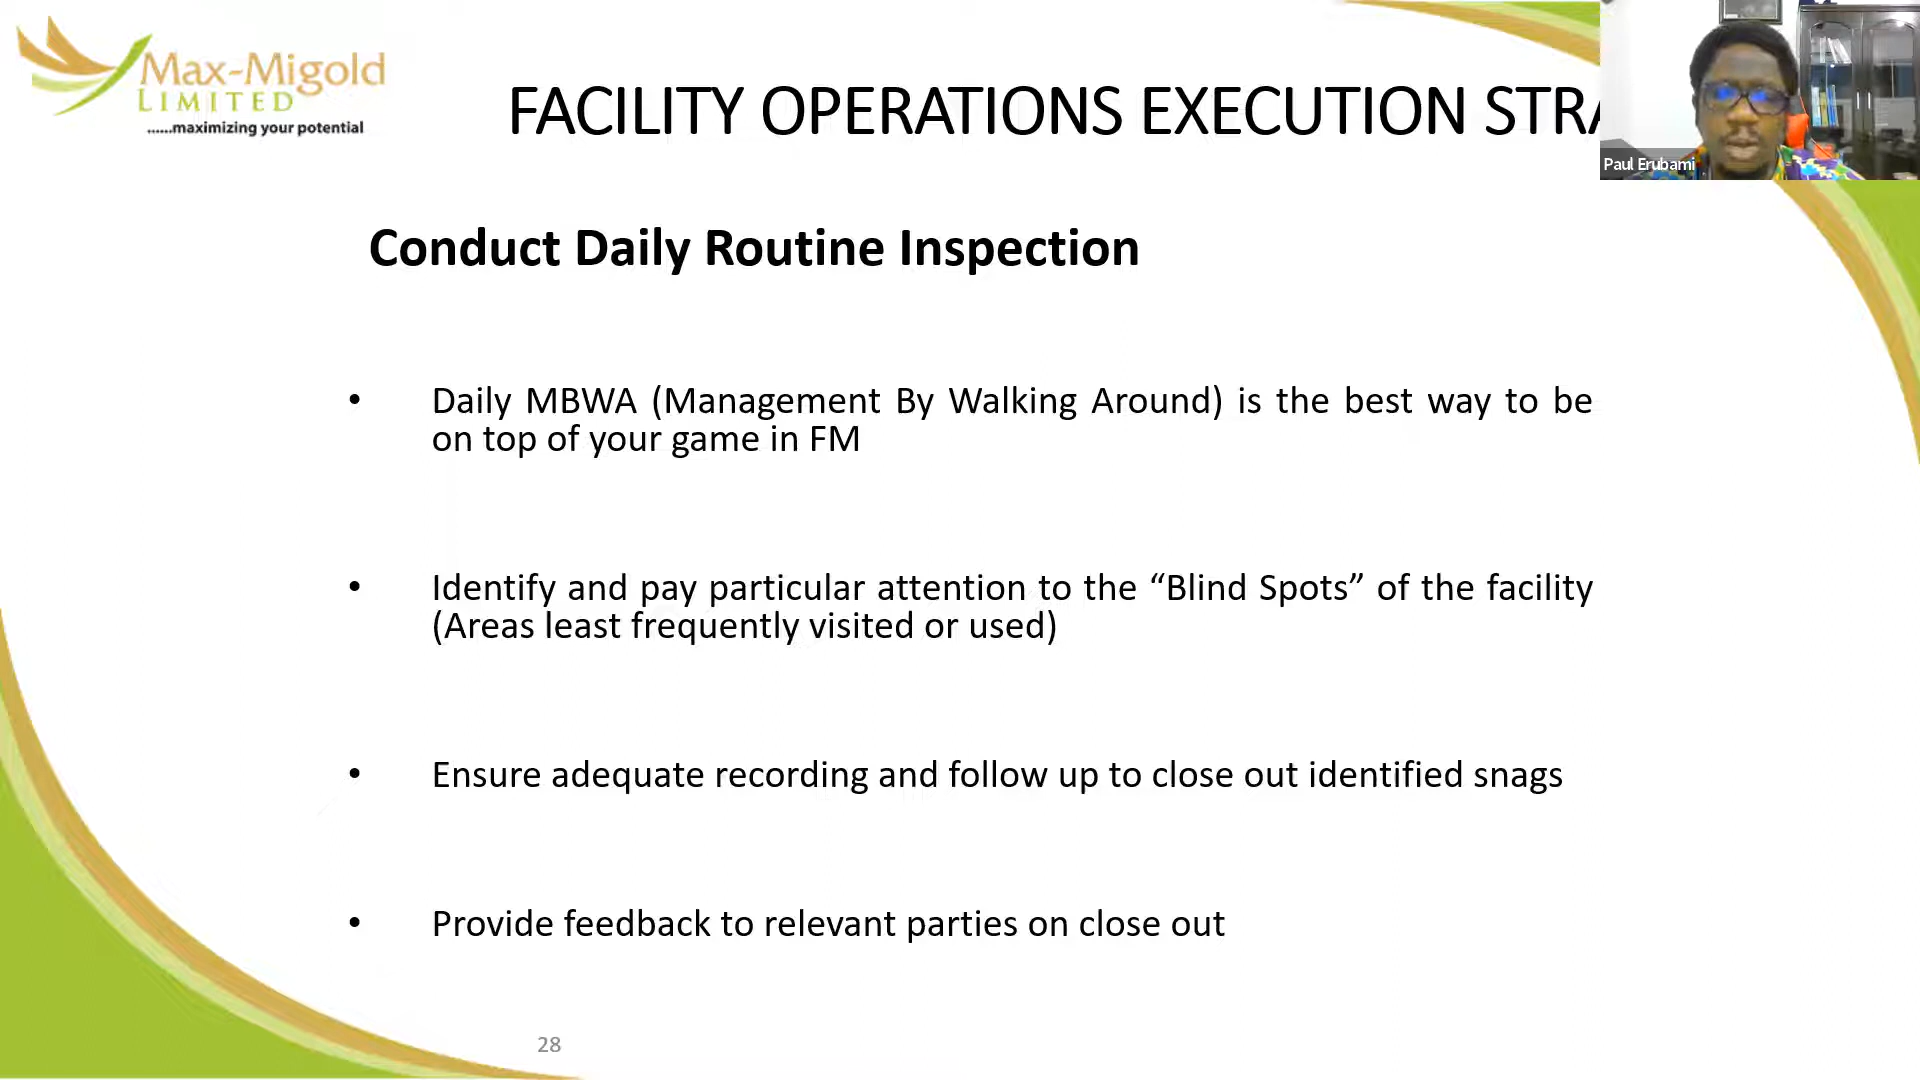 Max-Migold
LIMITED
......maximizing your potential
FACILITY OPERATIONS EXECUTION STRA
Paul Erubami
Conduct Daily Routine Inspection
• Daily MBWA (Management By Walking Around) is the best way to be
on top of your game in FM
• Identify and pay particular attention to the “Blind Spots” of the facility
(Areas least frequently visited or used)
• Ensure adequate recording and follow up to close out identified snags
• Provide feedback to relevant parties on close out
28